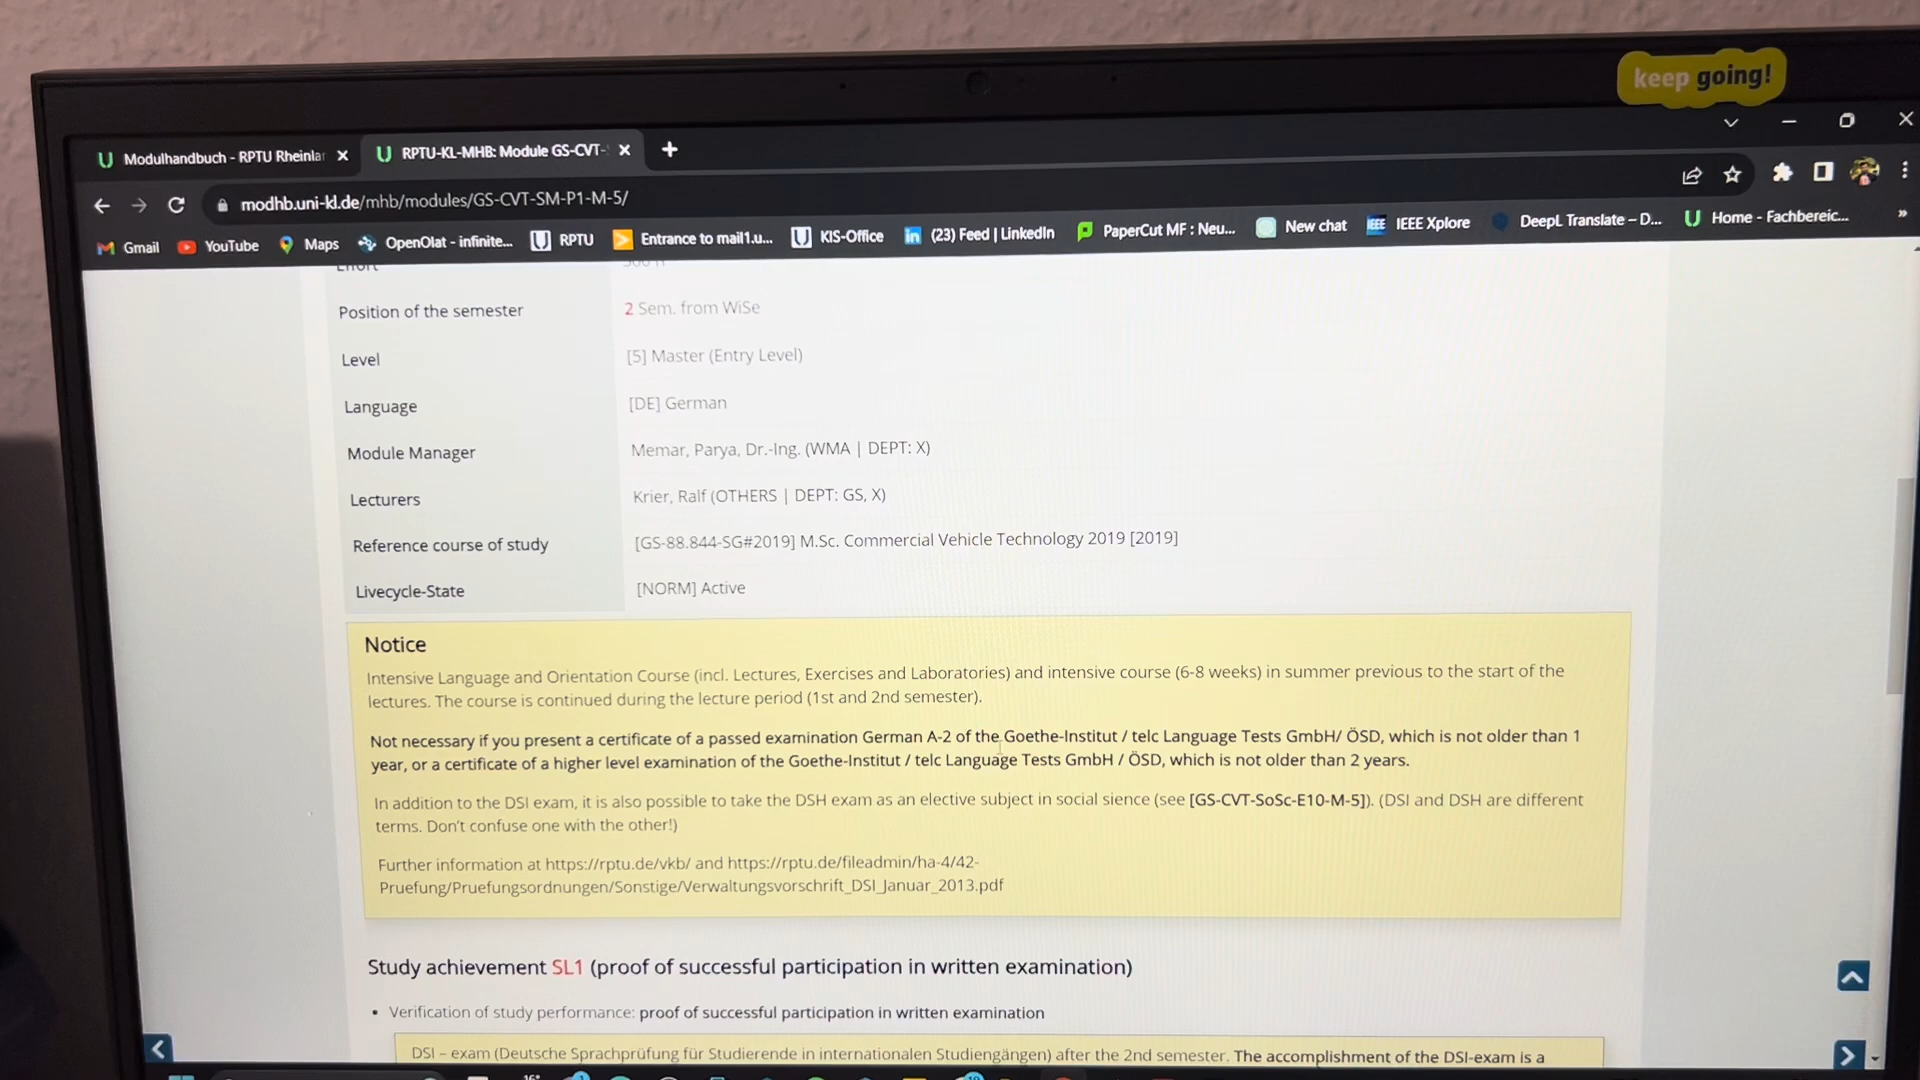 keep going!
Modulhandbuch - RPTU Rheinlar
RPTU-KL-MHB: Module GS-CVT-
modhb.uni-kl.de/mhb/modules/GS-CVT-SM-P1-M-5/
Gmail
YouTube
Maps
OpenOlat - infinite...
RPTU
Entrance to mail1.u...
KIS-Office
(23) Feed | LinkedIn
PaperCut MF : Neu...
New chat
IEEE Xplore
DeepL Translate – D...
Home - Fachbereic...
Effort
Position of the semester 2 Sem. from WiSe
Level [5] Master (Entry Level)
Language [DE] German
Module Manager Memar, Parya, Dr.-Ing. (WMA | DEPT: X)
Lecturers Krier, Ralf (OTHERS | DEPT: GS, X)
Reference course of study [GS-88.844-SG#2019] M.Sc. Commercial Vehicle Technology 2019 [2019]
Livecycle-State [NORM] Active
Notice
Intensive Language and Orientation Course (incl. Lectures, Exercises and Laboratories) and intensive course (6-8 weeks) in summer previous to the start of the
lectures. The course is continued during the lecture period (1st and 2nd semester).
Not necessary if you present a certificate of a passed examination German A-2 of the Goethe-Institut / telc Language Tests GmbH/ ÖSD, which is not older than 1
year, or a certificate of a higher level examination of the Goethe-Institut / telc Language Tests GmbH / ÖSD, which is not older than 2 years.
In addition to the DSI exam, it is also possible to take the DSH exam as an elective subject in social sience (see [GS-CVT-SoSc-E10-M-5]). (DSI and DSH are different
terms. Don't confuse one with the other!)
Further information at https://rptu.de/vkb/ and https://rptu.de/fileadmin/ha-4/42-
Pruefung/Pruefungsordnungen/Sonstige/Verwaltungsvorschrift_DSI_Januar_2013.pdf
Study achievement SL1 (proof of successful participation in written examination)
• Verification of study performance: proof of successful participation in written examination
DSI – exam (Deutsche Sprachprüfung für Studierende in internationalen Studiengängen) after the 2nd semester. The accomplishment of the DSI-exam is a